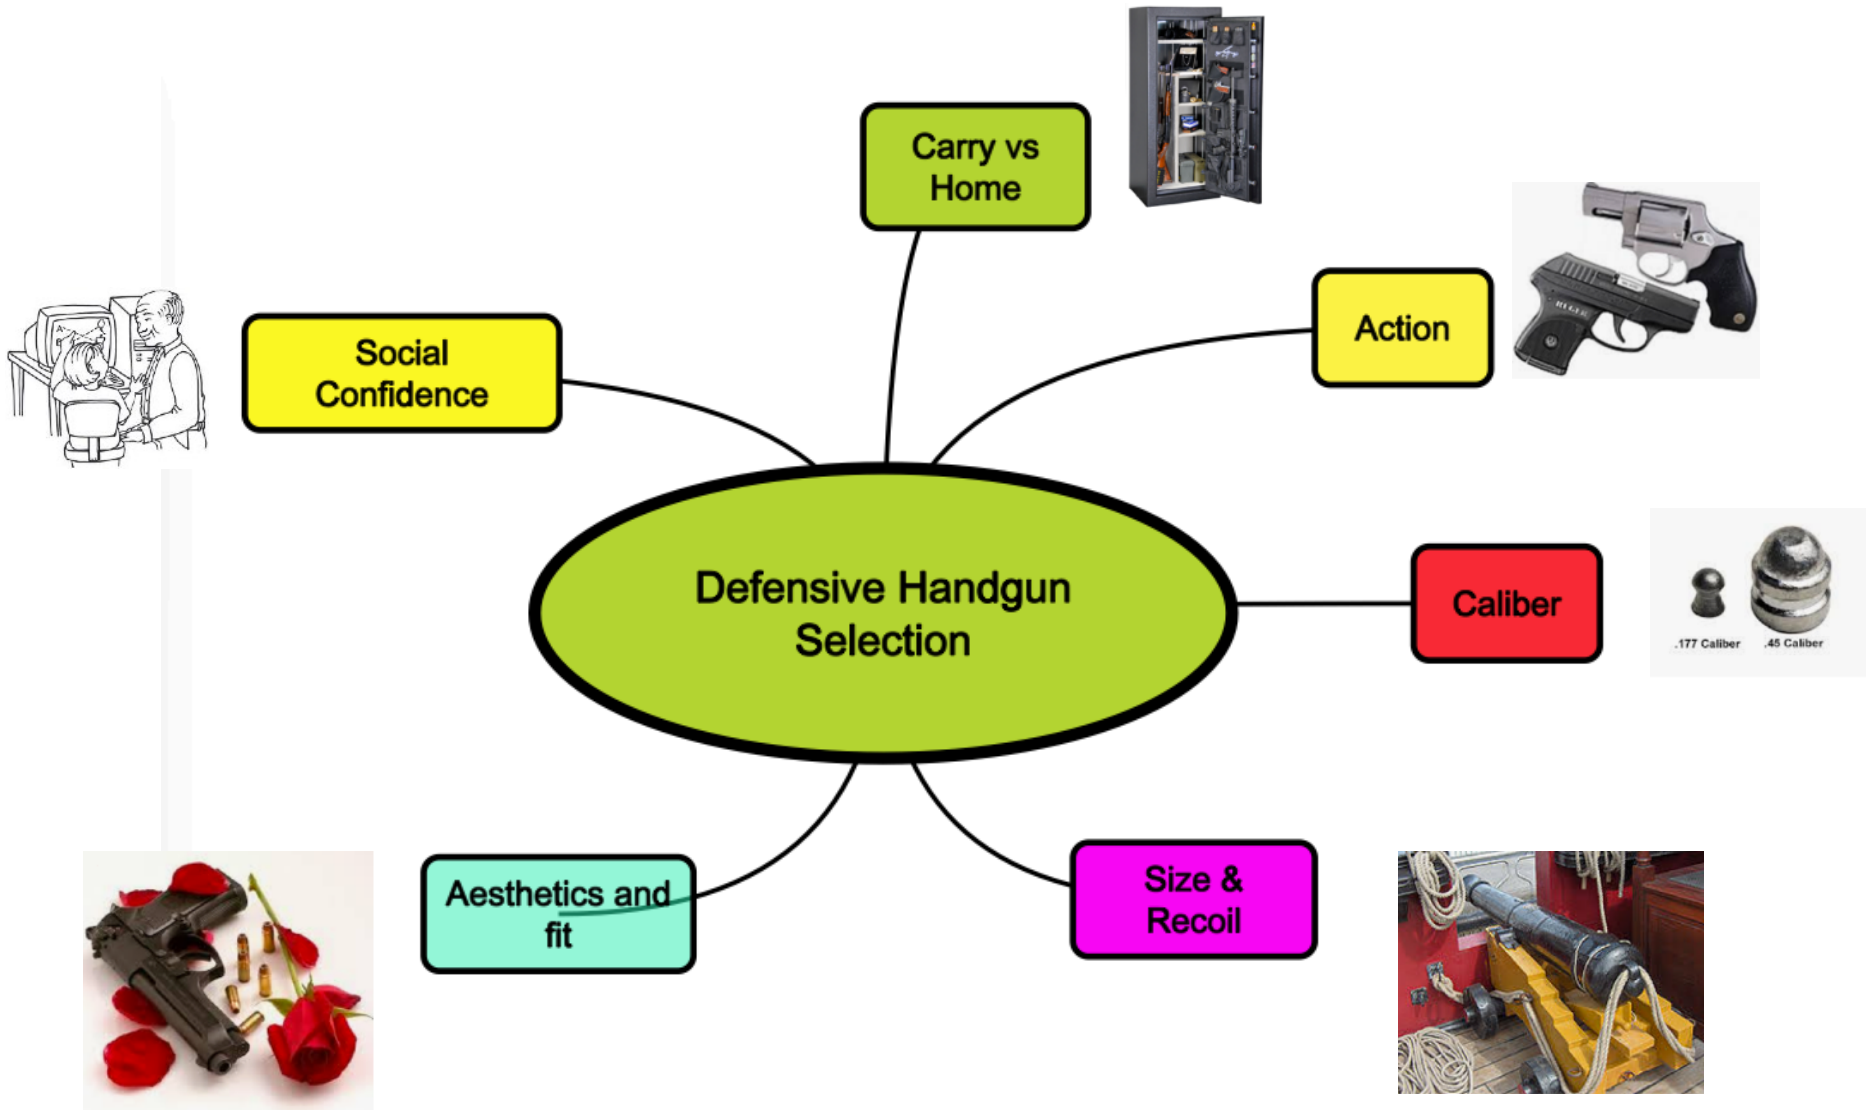 Carry vs
Home
Action
RUGER
Social
Confidence
Defensive Handgun
Selection
Caliber
.177 Caliber
.45 Caliber
Aesthetics and
fit
Size &
Recoil